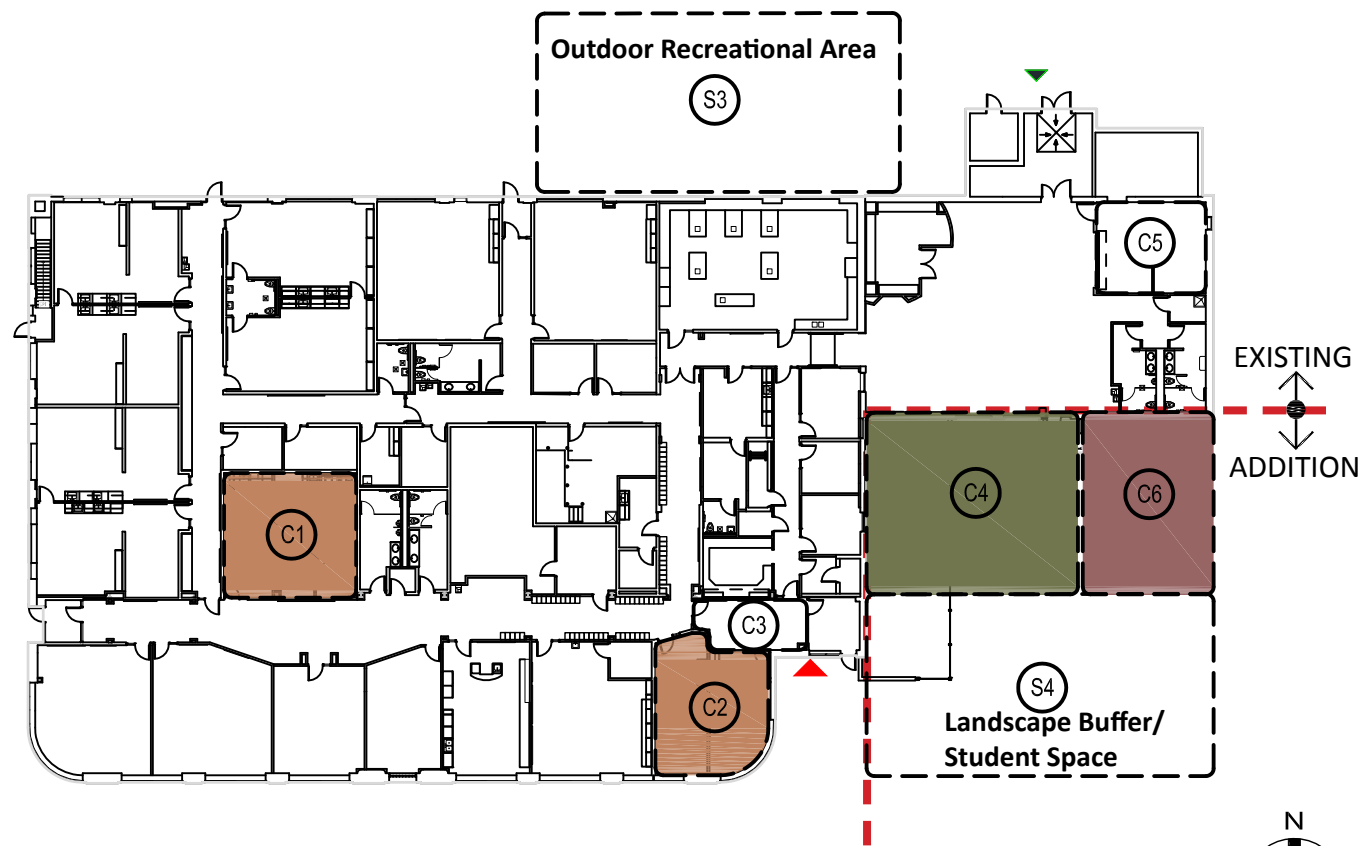 Outdoor Recreational Area
S3
C5
EXISTING
ADDITION
C4
C6
C1
C3
C2
S4
Landscape Buffer/
Student Space
N